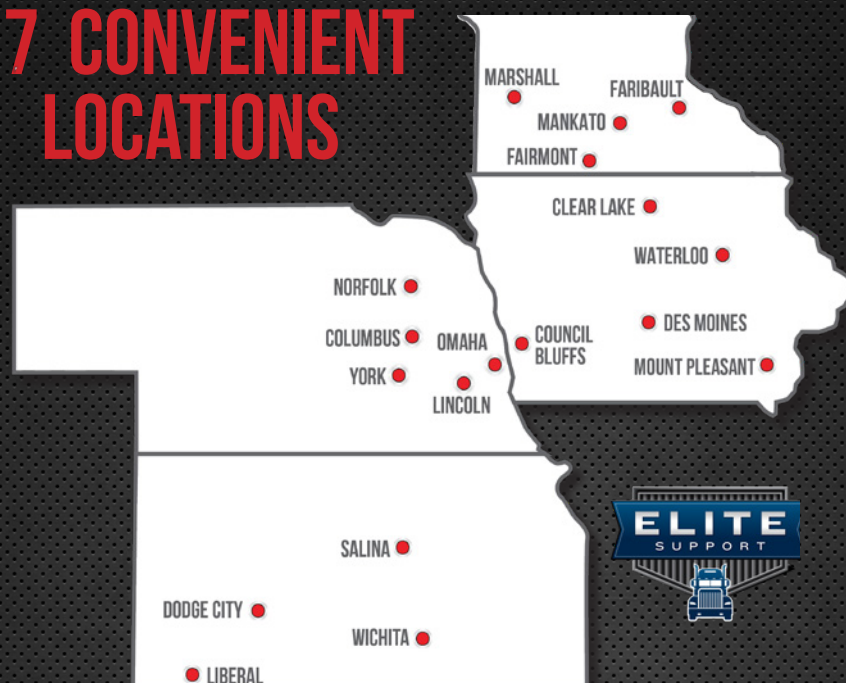 7 CONVENIENT
LOCATIONS
MARSHALL
FARIBAULT
MANKATO
FAIRMONT
CLEAR LAKE
WATERLOO
NORFOLK
COLUMBUS
OMAHA
COUNCIL
BLUFFS
DES MOINES
YORK
MOUNT PLEASANT
LINCOLN
ELITE
SUPPORT
SALINA
DODGE CITY
WICHITA
LIBERAL